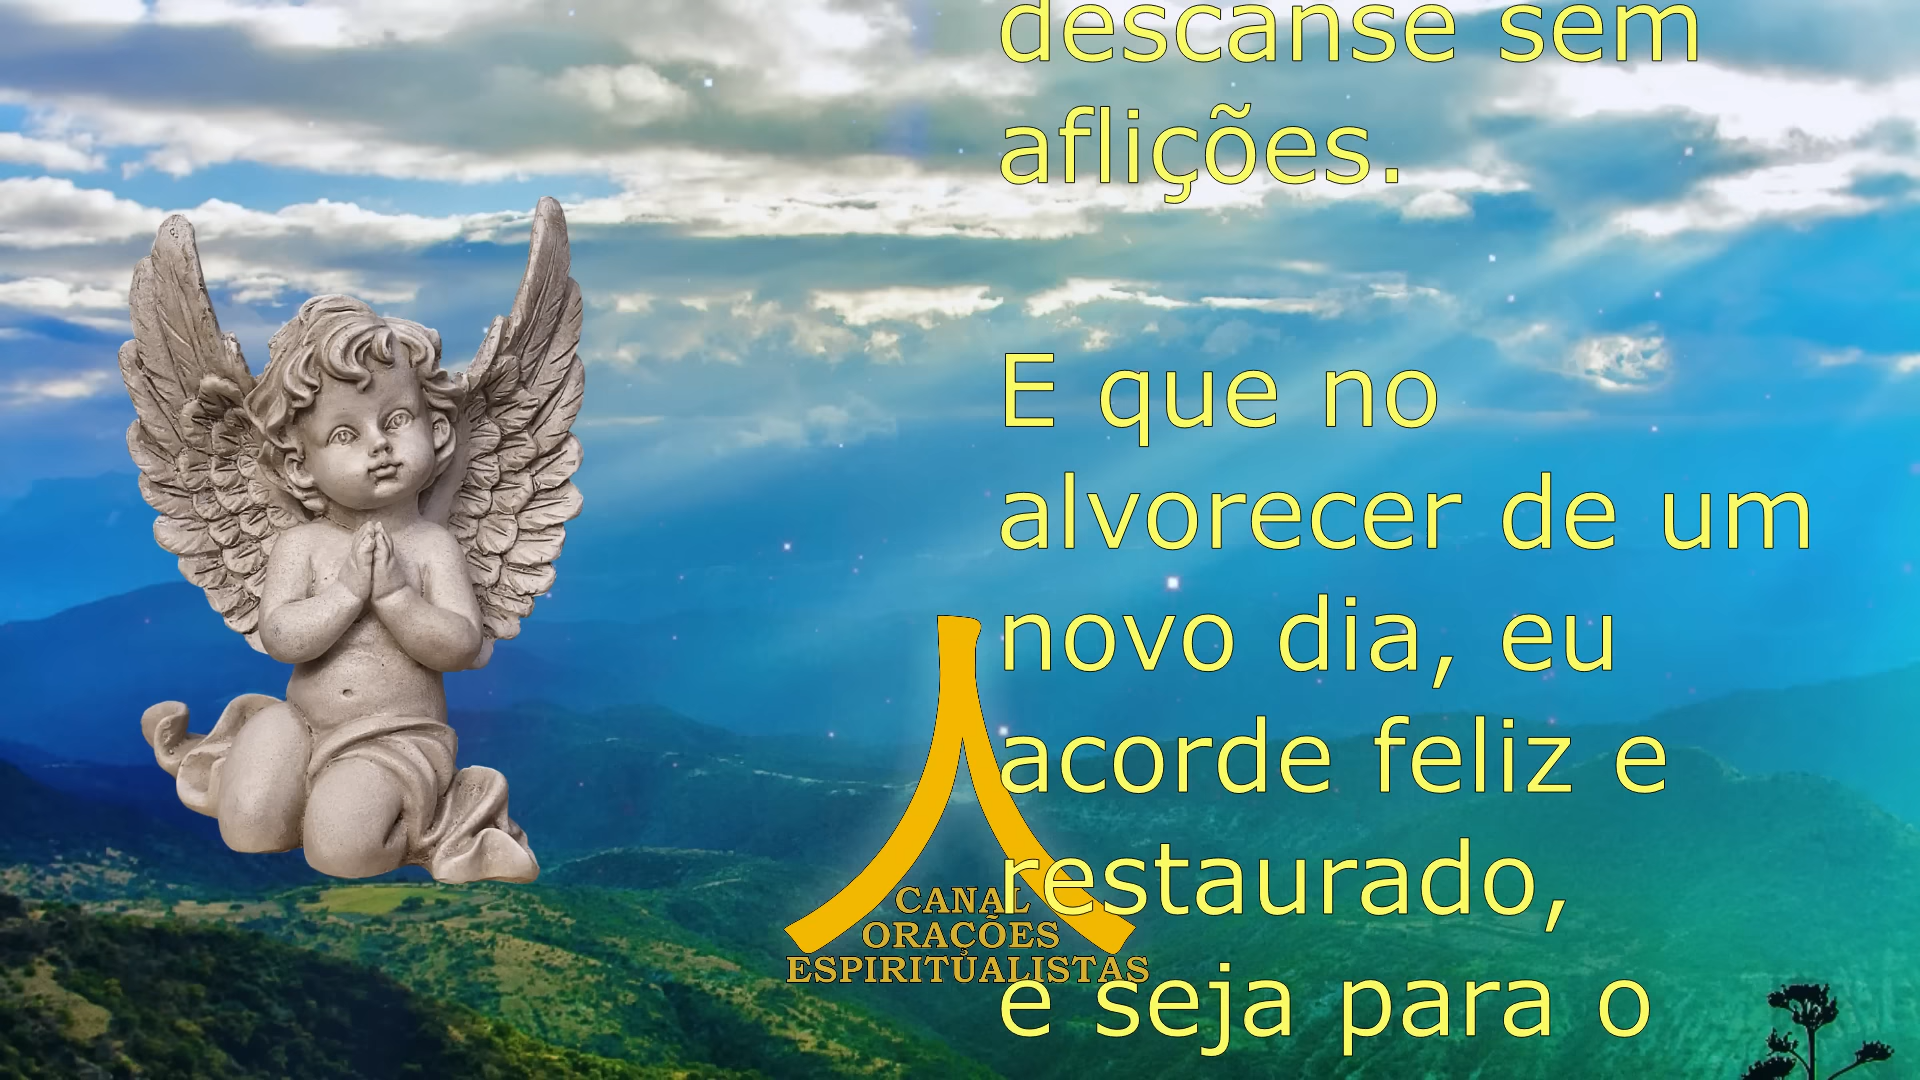 descanse sem
aflições.
E que no
alvorecer de um
novo dia, eu
acorde feliz e
restaurado,
e seja para o
CANAL
ORAÇÕES
ESPIRITUALISTAS